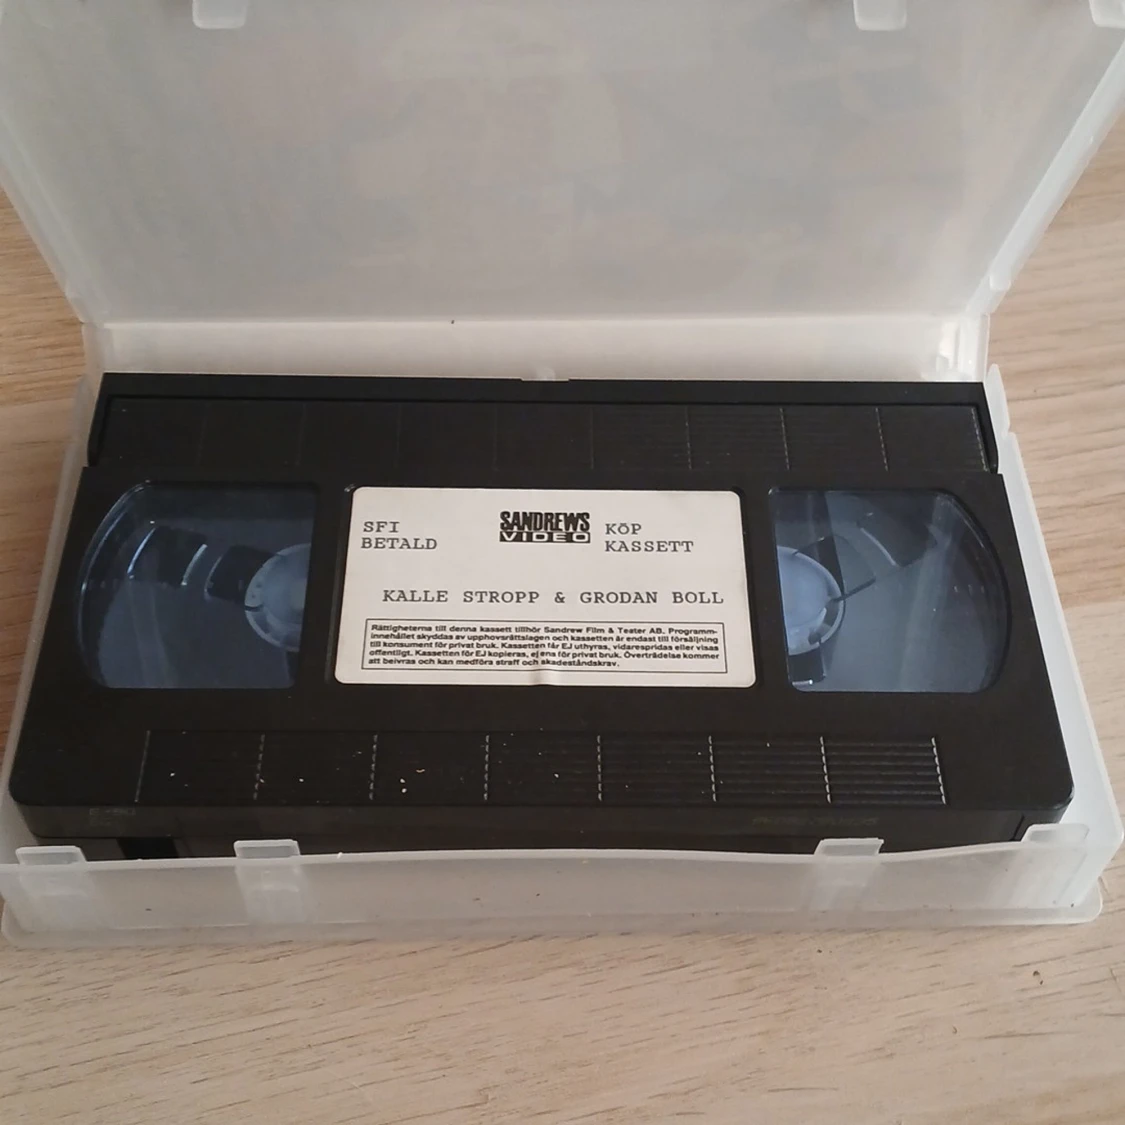 SFI
BETALD
SANDREWS
VIDEO
KÖP
KASSETT
KALLE STROPP & GRODAN BOLL
Rättigheterna till denna kassett tillhör Sandrew Film & Teater AB. Programm-
innehållet skyddas av upphovsrättslagen och kassetten är endast till försäljning
till konsument för privat bruk. Kassetten får EJ uthyras, vidarespridas eller visas
offentligt. Kassetten för EJ kopieras, ej ens för privat bruk. Överträdelse kommer
att beivras och kan medföra straff och skadeståndskrav.